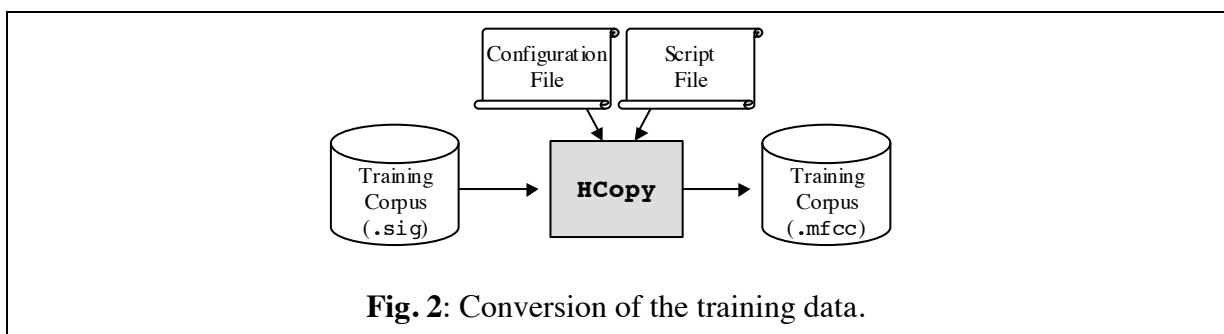 Configuration
File
Script
File
Training
Corpus
(.sig)
HCopy
Training
Corpus
(.mfcc)
Fig. 2: Conversion of the training data.